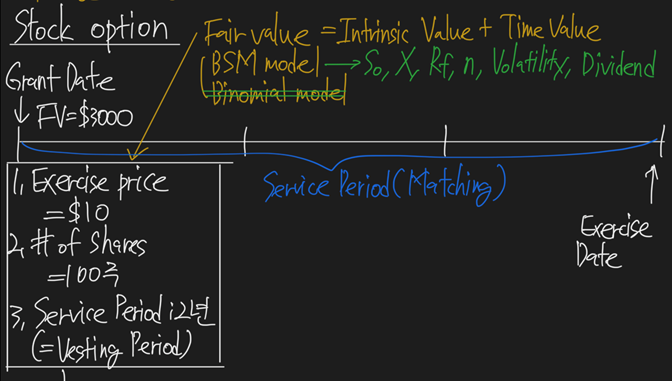 Stock option
Fair value = Intrinsic Value + Time Value
BSM model → S0, X, Rf, n, Volatility, Dividend
Binomial model
Grant Date
FV=$3000
1, Exercise price
=$10
2, # of Shares
=100주
3, Service Period : 2년
(=Vesting Period)
Service Period (Matching)
Exercise
Date